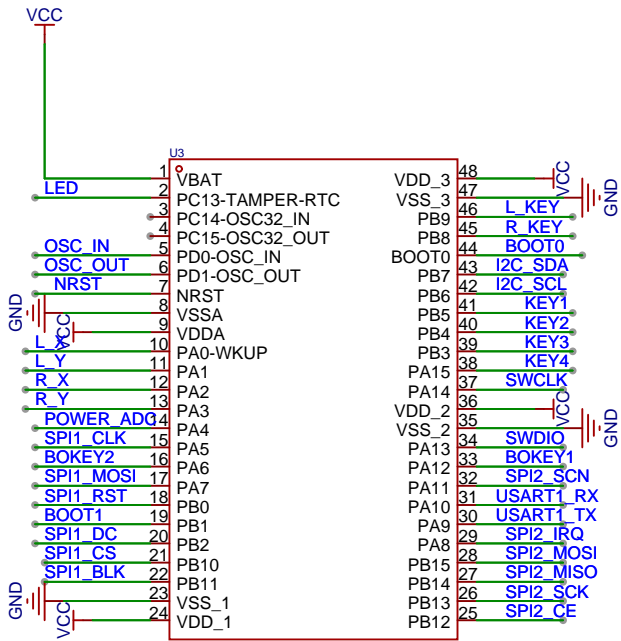 VCC
U3
1 VBAT VDD_3 48 VCC
LED 2 PC13-TAMPER-RTC VSS_3 47 GND
3 PC14-OSC32_IN PB9 46 L_KEY
4 PC15-OSC32_OUT PB8 45 R_KEY
OSC_IN 5 PD0-OSC_IN BOOT0 44 BOOT0
OSC_OUT 6 PD1-OSC_OUT PB7 43 I2C_SDA
NRST 7 NRST PB6 42 I2C_SCL
GND 8 VSSA PB5 41 KEY1
VCC 9 VDDA PB4 40 KEY2
L_X 10 PA0-WKUP PB3 39 KEY3
L_Y 11 PA1 PA15 38 KEY4
R_X 12 PA2 PA14 37 SWCLK
R_Y 13 PA3 VDD_2 36 VCC
POWER_ADC 14 PA4 VSS_2 35 GND
SPI1_CLK 15 PA5 PA13 34 SWDIO
BOKEY2 16 PA6 PA12 33 BOKEY1
SPI1_MOSI 17 PA7 PA11 32 SPI2_SCN
SPI1_RST 18 PB0 PA10 31 USART1_RX
BOOT1 19 PB1 PA9 30 USART1_TX
SPI1_DC 20 PB2 PA8 29 SPI2_IRQ
SPI1_CS 21 PB10 PB15 28 SPI2_MOSI
SPI1_BLK 22 PB11 PB14 27 SPI2_MISO
GND 23 VSS_1 PB13 26 SPI2_SCK
VCC 24 VDD_1 PB12 25 SPI2_CE